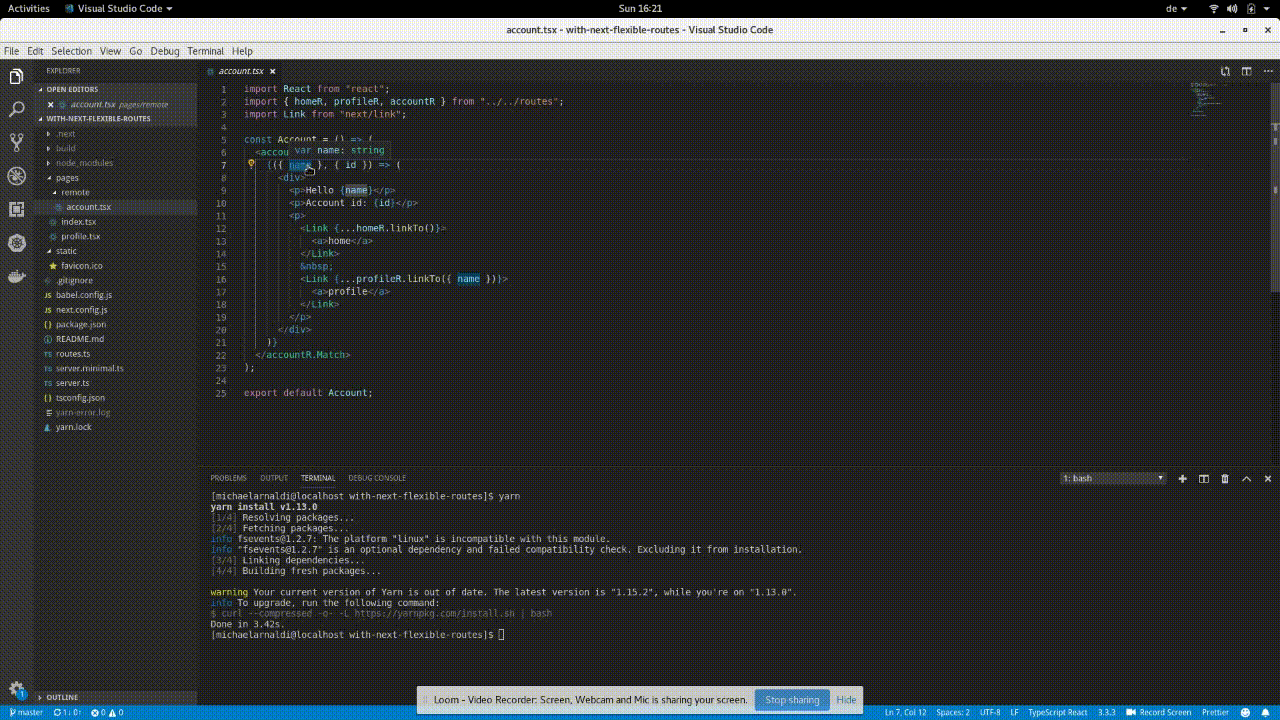 Activities Visual Studio Code Sun 16:21 de
account.tsx - with-next-flexible-routes - Visual Studio Code
File Edit Selection View Go Debug Terminal Help
EXPLORER
OPEN EDITORS
account.tsx pages/remote
WITH-NEXT-FLEXIBLE-ROUTES
.next
build
node_modules
pages
remote
account.tsx
index.tsx
profile.tsx
static
favicon.ico
.gitignore
JS babel.config.js
JS next.config.js
{} package.json
README.md
TS routes.ts
TS server.minimal.ts
TS server.ts
tsconfig.json
yarn-error.log
yarn.lock
OUTLINE
account.tsx
1 import React from "react";
2 import { homeR, profileR, accountR } from "../../routes";
3 import Link from "next/link";
4
5 const Account = () => (
var name: string
6 <accou
7 {({ name }, { id }) => (
8 <div>
9 <p>Hello {name}</p>
10 <p>Account id: {id}</p>
11 <p>
12 <Link {...homeR.linkTo()}>
13 <a>home</a>
14 </Link>
15 &nbsp;
16 <Link {...profileR.linkTo({ name })}>
17 <a>profile</a>
18 </Link>
19 </p>
20 </div>
21 )}
22 </accountR.Match>
23 );
24
25 export default Account;
PROBLEMS OUTPUT TERMINAL DEBUG CONSOLE 1: bash
[michaelarnaldi@localhost with-next-flexible-routes]$ yarn
yarn install v1.13.0
[1/4] Resolving packages...
[2/4] Fetching packages...
info fsevents@1.2.7: The platform "linux" is incompatible with this module.
info "fsevents@1.2.7" is an optional dependency and failed compatibility check. Excluding it from installation.
[3/4] Linking dependencies...
[4/4] Building fresh packages...
warning Your current version of Yarn is out of date. The latest version is "1.15.2", while you're on "1.13.0".
info To upgrade, run the following command:
$ curl --compressed -o- -L https://yarnpkg.com/install.sh | bash
Done in 3.42s.
[michaelarnaldi@localhost with-next-flexible-routes]$
Loom - Video Recorder: Screen, Webcam and Mic is sharing your screen. Stop sharing Hide
1
master 1↓ 0↑ 0 0 Ln 7, Col 12 Spaces: 2 UTF-8 LF TypeScript React 3.3.3 Record Screen Prettier